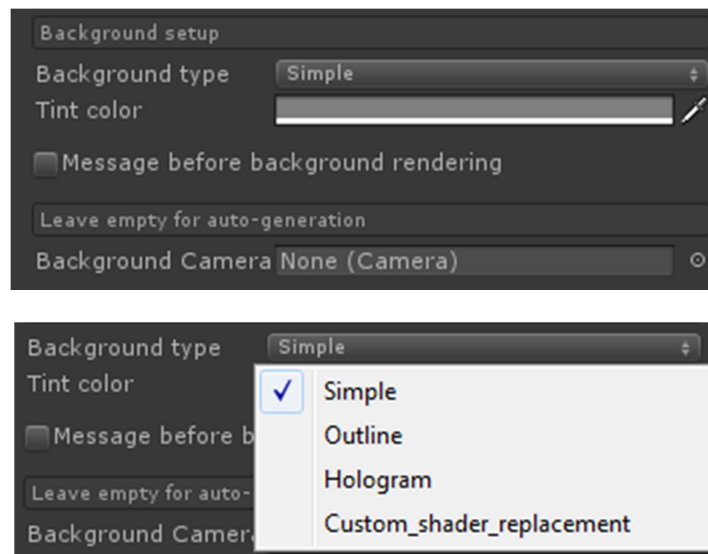 Background setup
Background type Simple
Tint color
Message before background rendering
Leave empty for auto-generation
Background Camera None (Camera)
Background type Simple
Tint color
Simple
Message before b
Outline
Hologram
Leave empty for auto-
Custom_shader_replacement
Background Camer